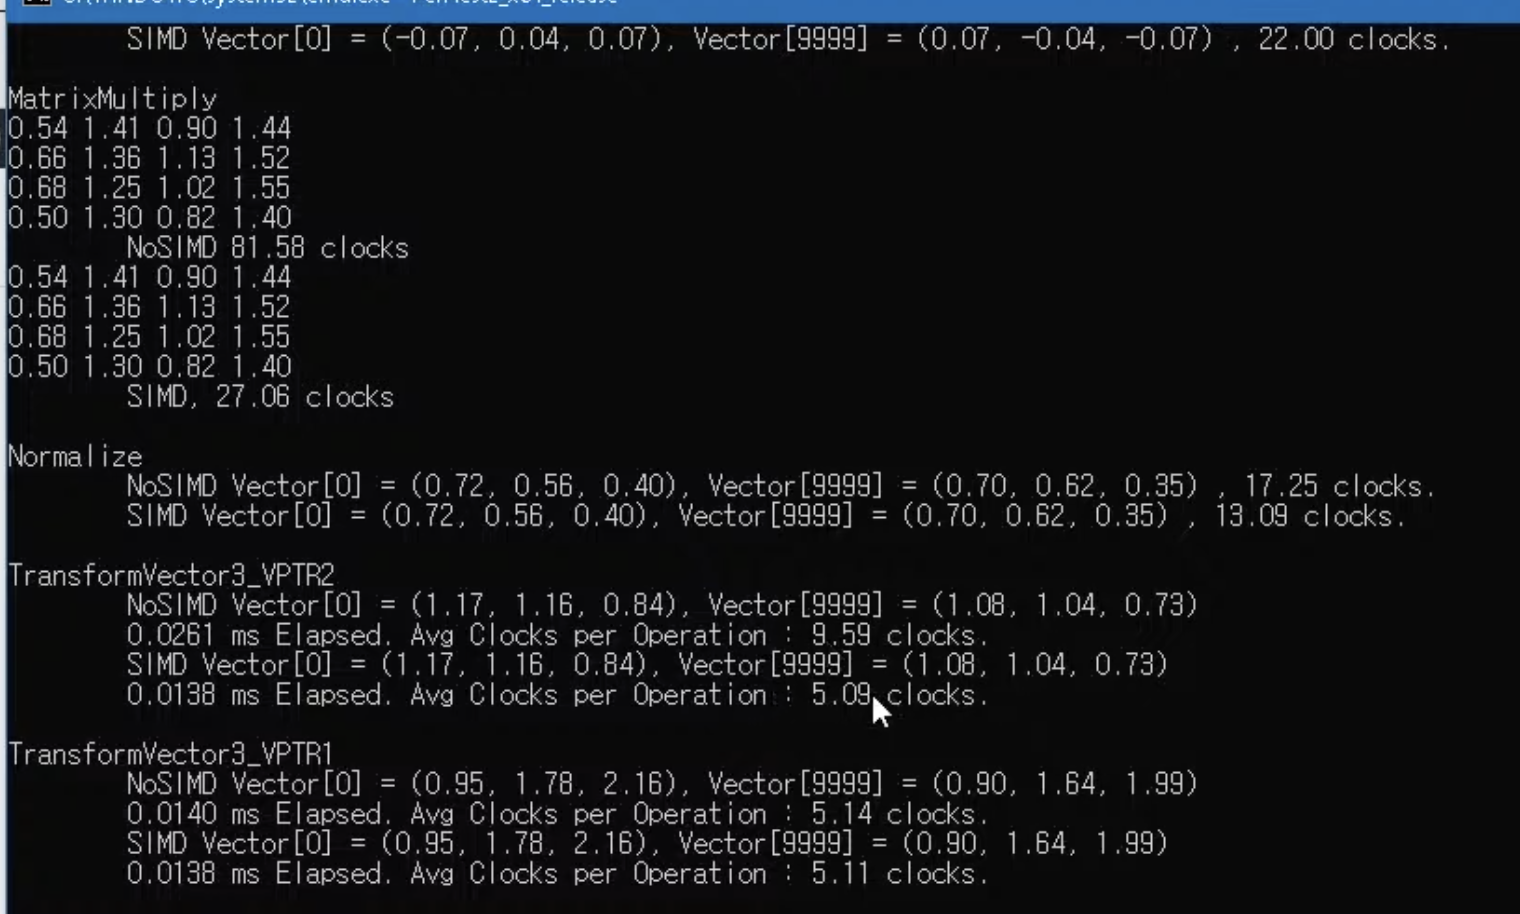 SIMD Vector[0] = (-0.07, 0.04, 0.07), Vector[9999] = (0.07, -0.04, -0.07) , 22.00 clocks.
MatrixMultiply
0.54 1.41 0.90 1.44
0.66 1.36 1.13 1.52
0.68 1.25 1.02 1.55
0.50 1.30 0.82 1.40
NoSIMD 81.58 clocks
0.54 1.41 0.90 1.44
0.66 1.36 1.13 1.52
0.68 1.25 1.02 1.55
0.50 1.30 0.82 1.40
SIMD, 27.06 clocks
Normalize
NoSIMD Vector[0] = (0.72, 0.56, 0.40), Vector[9999] = (0.70, 0.62, 0.35) , 17.25 clocks.
SIMD Vector[0] = (0.72, 0.56, 0.40), Vector[9999] = (0.70, 0.62, 0.35) , 13.09 clocks.
TransformVector3_VPTR2
NoSIMD Vector[0] = (1.17, 1.16, 0.84), Vector[9999] = (1.08, 1.04, 0.73)
0.0261 ms Elapsed. Avg Clocks per Operation : 9.59 clocks.
SIMD Vector[0] = (1.17, 1.16, 0.84), Vector[9999] = (1.08, 1.04, 0.73)
0.0138 ms Elapsed. Avg Clocks per Operation : 5.09 clocks.
TransformVector3_VPTR1
NoSIMD Vector[0] = (0.95, 1.78, 2.16), Vector[9999] = (0.90, 1.64, 1.99)
0.0140 ms Elapsed. Avg Clocks per Operation : 5.14 clocks.
SIMD Vector[0] = (0.95, 1.78, 2.16), Vector[9999] = (0.90, 1.64, 1.99)
0.0138 ms Elapsed. Avg Clocks per Operation : 5.11 clocks.